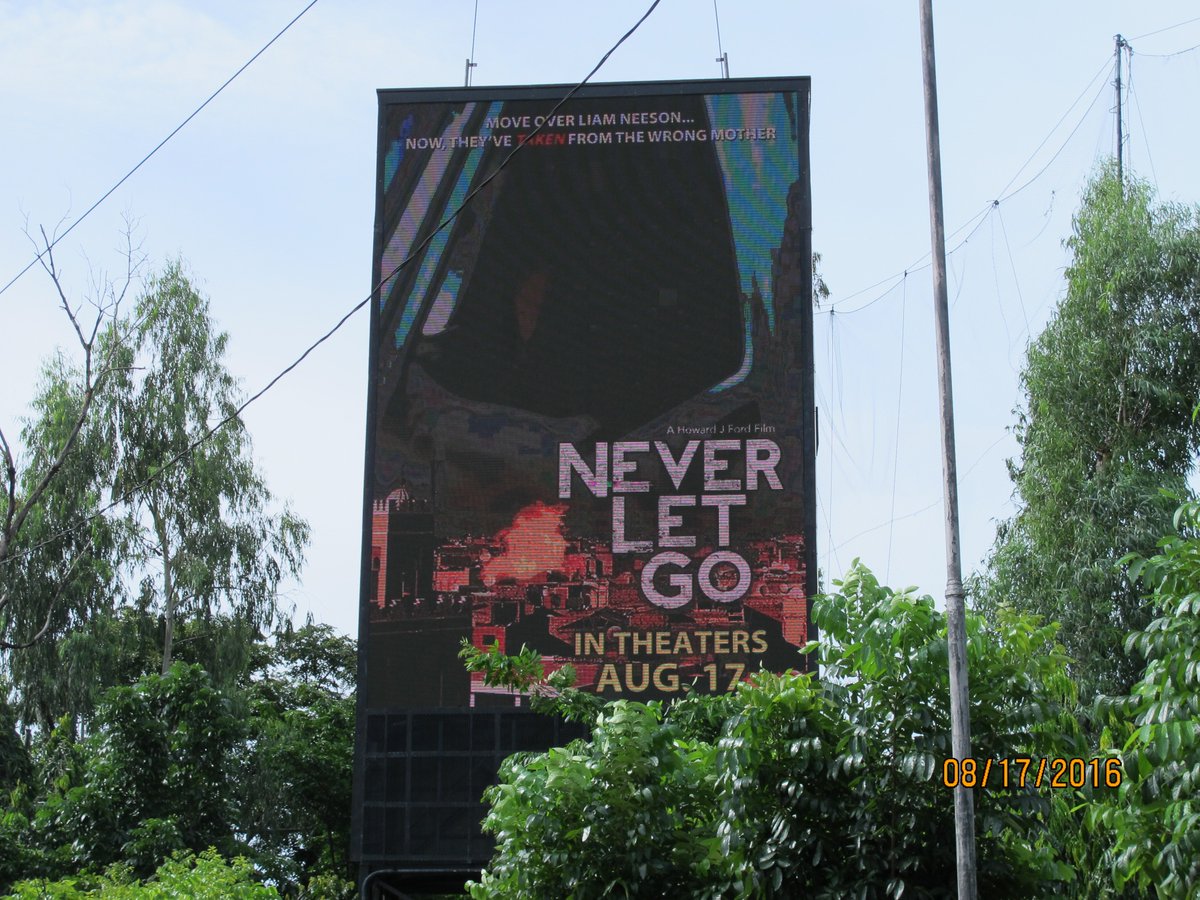 MOVE OVER LIAM NEESON...
NOW, THEY'VE TAKEN FROM THE WRONG MOTHER
A Howard J Ford Film
NEVER
LET
GO
IN THEATERS
AUG. 17
08/17/2016